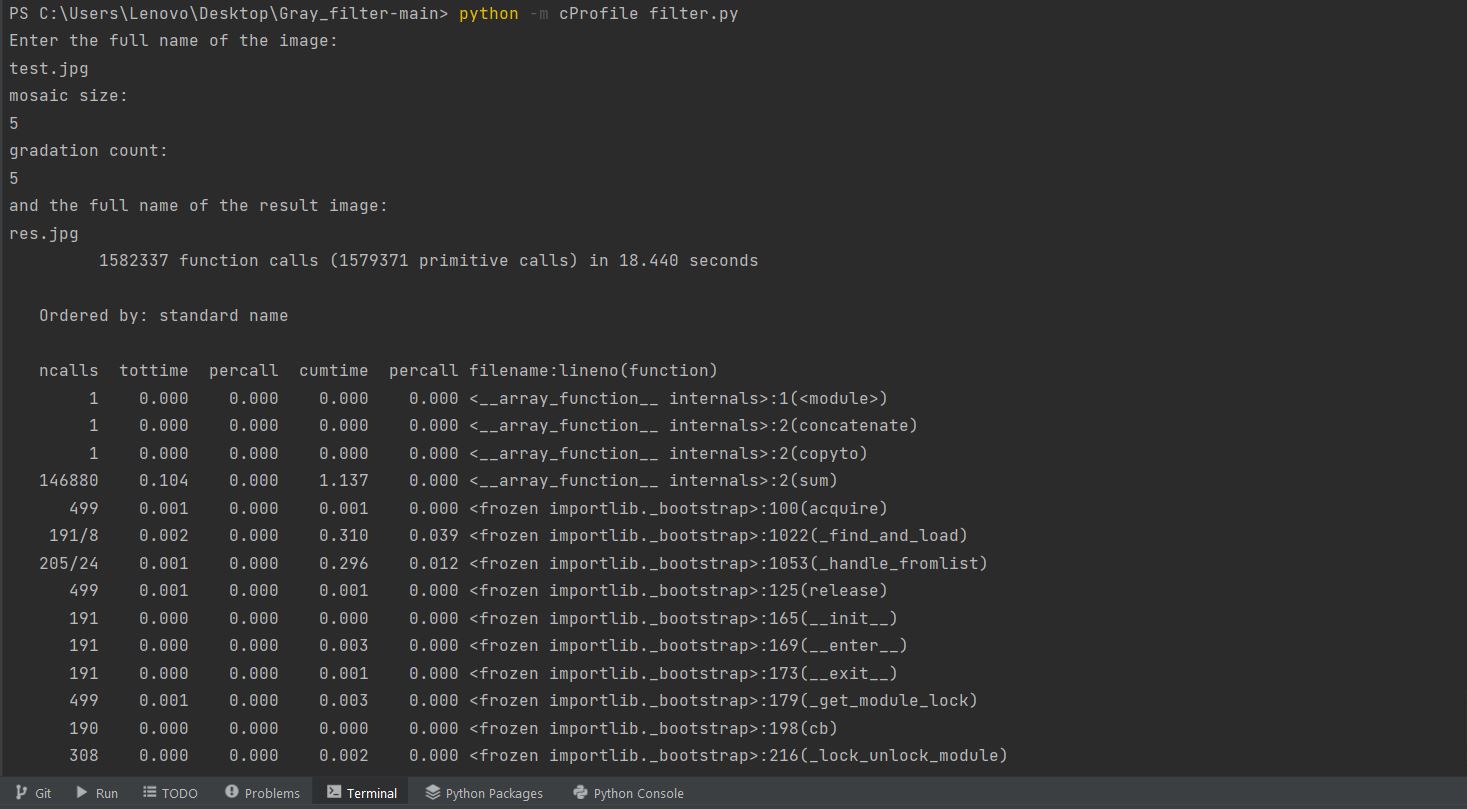 PS C:\Users\Lenovo\Desktop\Gray_filter-main> python -m cProfile filter.py
Enter the full name of the image:
test.jpg
mosaic size:
5
gradation count:
5
and the full name of the result image:
res.jpg
1582337 function calls (1579371 primitive calls) in 18.440 seconds
Ordered by: standard name
ncalls tottime percall cumtime percall filename:lineno(function)
1 0.000 0.000 0.000 0.000 <__array_function__ internals>:1(<module>)
1 0.000 0.000 0.000 0.000 <__array_function__ internals>:2(concatenate)
1 0.000 0.000 0.000 0.000 <__array_function__ internals>:2(copyto)
146880 0.104 0.000 1.137 0.000 <__array_function__ internals>:2(sum)
499 0.001 0.000 0.001 0.000 <frozen importlib._bootstrap>:100(acquire)
191/8 0.002 0.000 0.310 0.039 <frozen importlib._bootstrap>:1022(_find_and_load)
205/24 0.001 0.000 0.296 0.012 <frozen importlib._bootstrap>:1053(_handle_fromlist)
499 0.001 0.000 0.001 0.000 <frozen importlib._bootstrap>:125(release)
191 0.000 0.000 0.000 0.000 <frozen importlib._bootstrap>:165(__init__)
191 0.000 0.000 0.003 0.000 <frozen importlib._bootstrap>:169(__enter__)
191 0.000 0.000 0.001 0.000 <frozen importlib._bootstrap>:173(__exit__)
499 0.001 0.000 0.003 0.000 <frozen importlib._bootstrap>:179(_get_module_lock)
190 0.000 0.000 0.000 0.000 <frozen importlib._bootstrap>:198(cb)
308 0.000 0.000 0.002 0.000 <frozen importlib._bootstrap>:216(_lock_unlock_module)
Git Run TODO Problems Terminal Python Packages Python Console